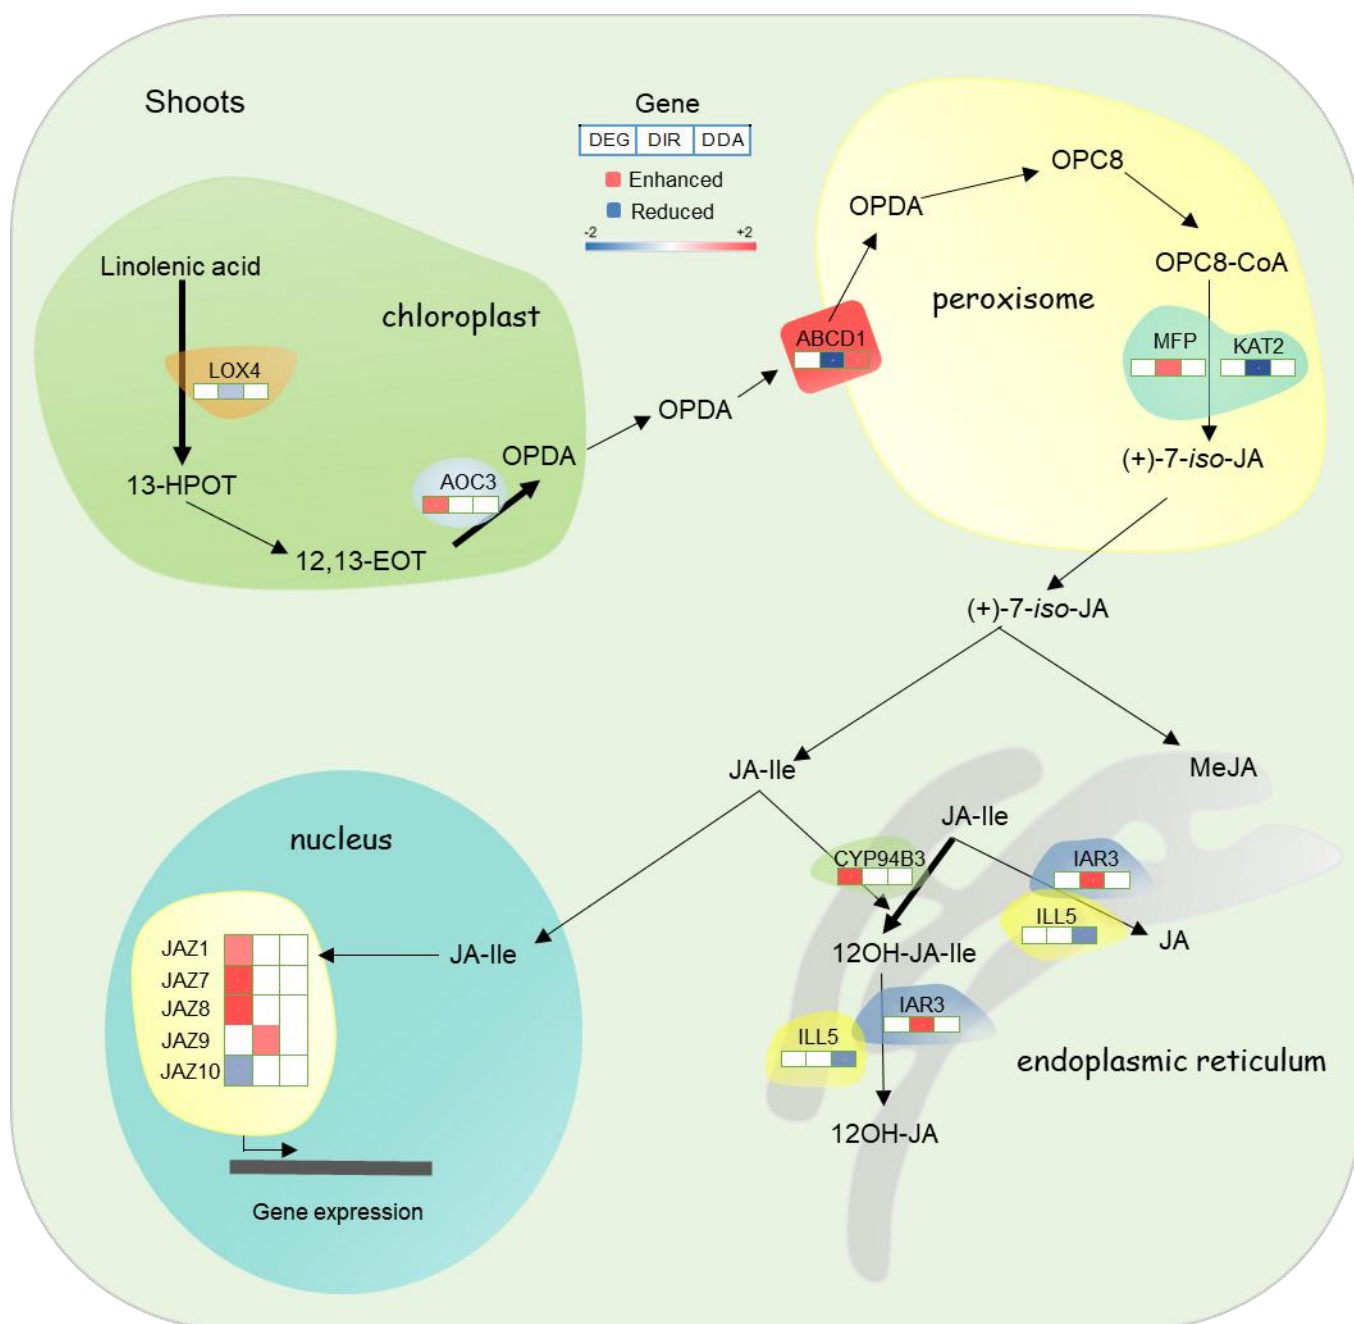 Shoots
Gene
DEG DIR DDA
Enhanced
Reduced
-2 +2
Linolenic acid
chloroplast
LOX4
13-HPOT
12,13-EOT
AOC3
OPDA
OPDA
ABCD1
OPDA
OPC8
OPC8-CoA
peroxisome
MFP
KAT2
(+)-7-iso-JA
(+)-7-iso-JA
JA-Ile
MeJA
nucleus
JA-Ile
CYP94B3
IAR3
ILL5
JA
JAZ1
JAZ7
JAZ8
JAZ9
JAZ10
JA-Ile
12OH-JA-Ile
IAR3
ILL5
endoplasmic reticulum
12OH-JA
Gene expression